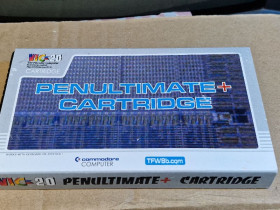 VIC-20
PENULTIMATE+
CARTRIDGE
commodore
COMPUTER
TFW8b.com
VIC-20 PENULTIMATE+ CARTRIDGE